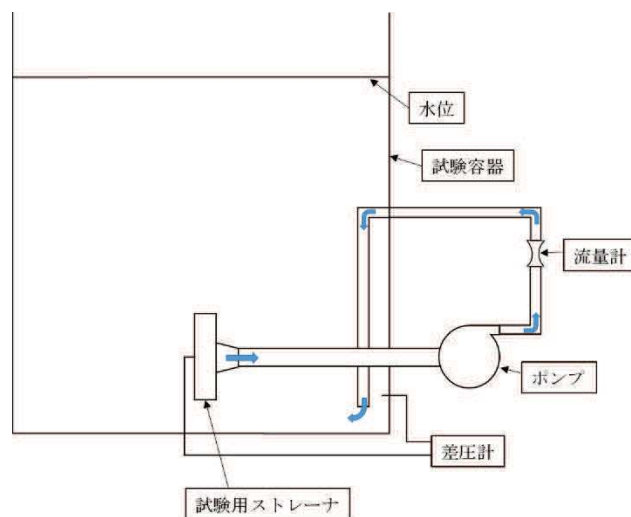 水位
試験容器
流量計
ポンプ
差圧計
試験用ストレーナ